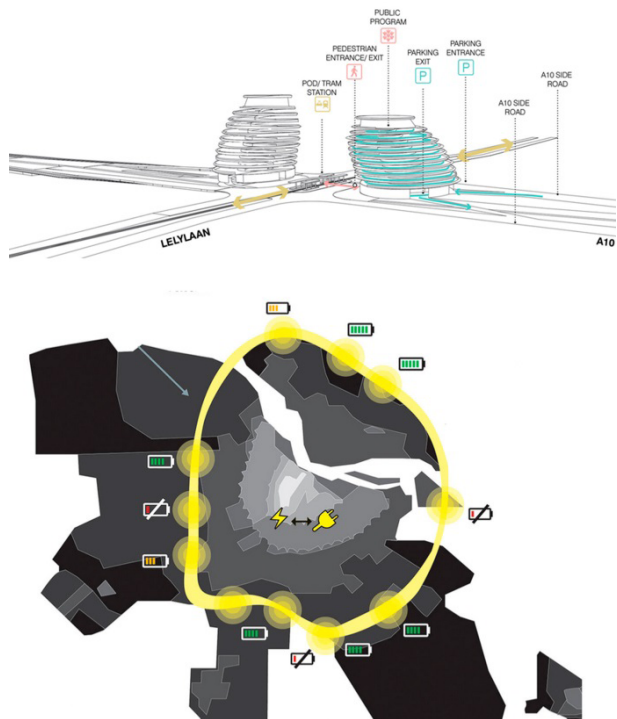 PUBLIC
PROGRAM
PEDESTRIAN
ENTRANCE/ EXIT
PARKING
EXIT
PARKING
ENTRANCE
POD/ TRAM
STATION
P
P
A10 SIDE
ROAD
A10 SIDE
ROAD
LELYLAAN
A10